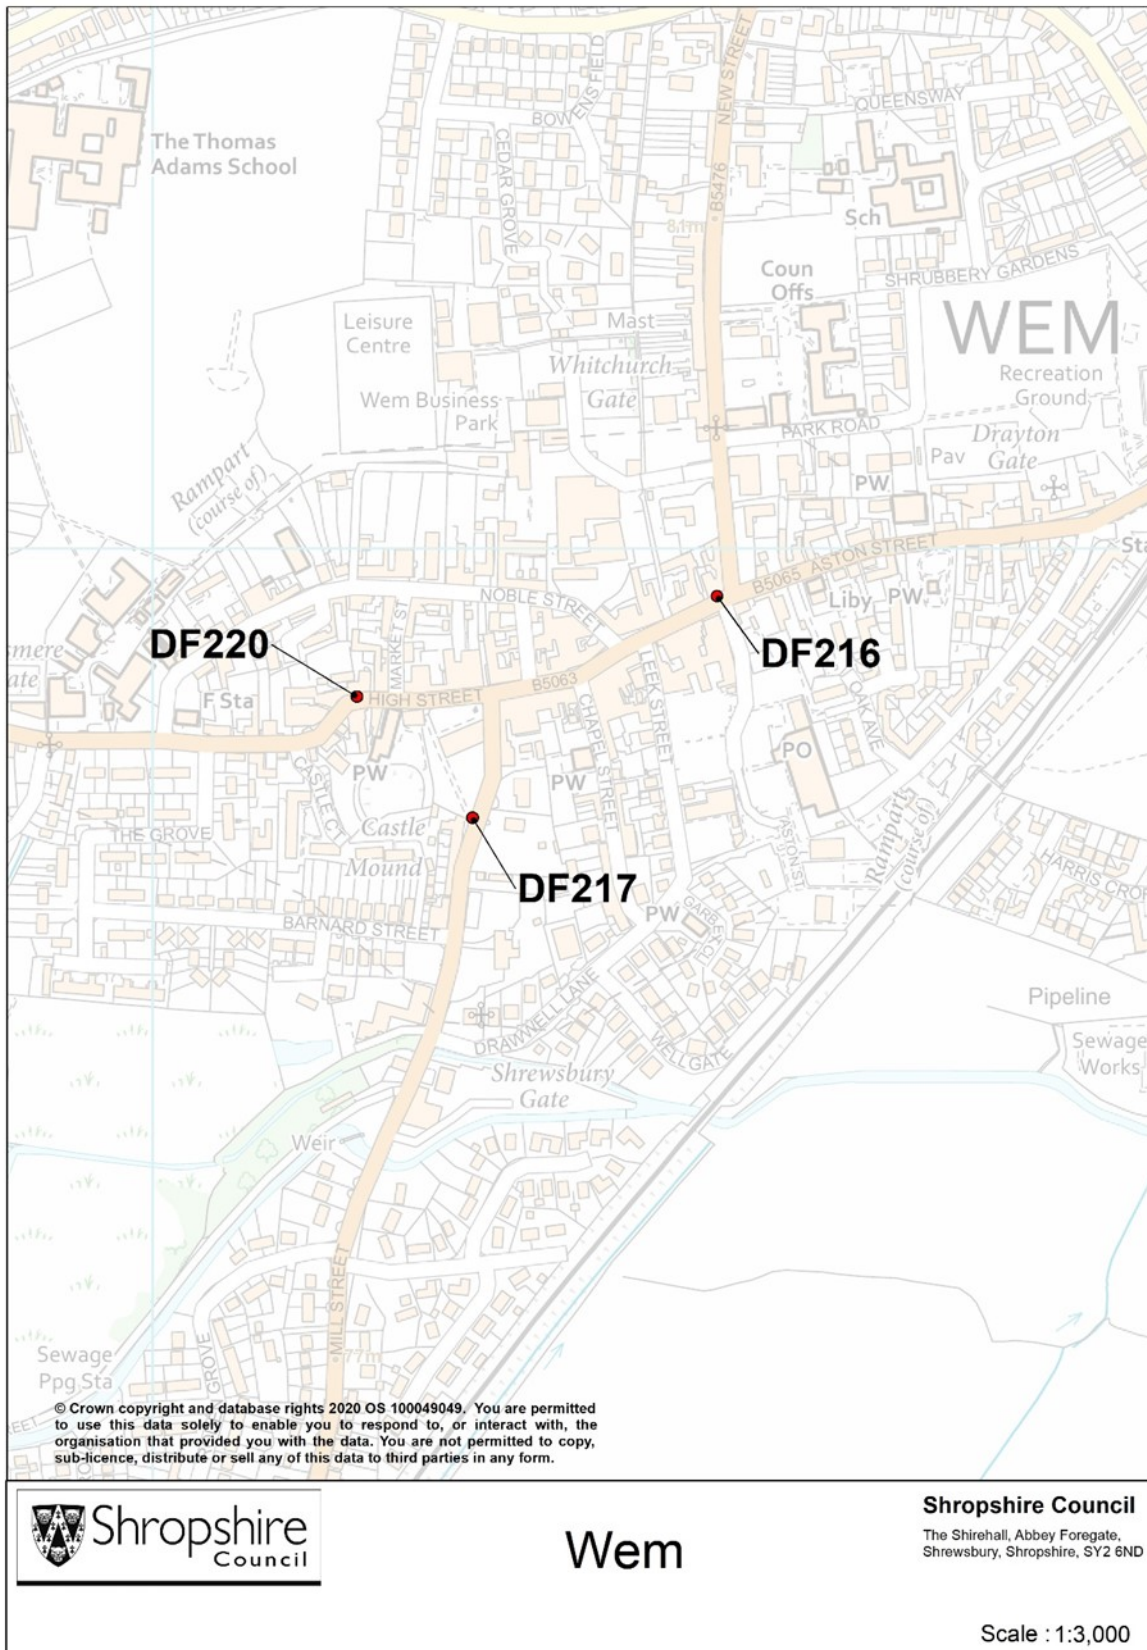 QUEENSWAY
NEW STREET
BOWENS FIELD
The Thomas
Adams School
CEDAR GROVE
B5476
81m
Sch
SHRUBBERY GARDENS
Coun
Offs
WEM
Leisure
Centre
Mast
Recreation
Ground
Whitchurch
Gate
Wem Business
Park
PARK ROAD
Drayton
Gate
Rampart
(course of)
Pav
PW
B5065 ASTON STREET
Sta
NOBLE STREET
Liby PW
DF220
DF216
smere
ate
MARKET ST
F Sta
HIGH STREET
B5063
LEEK STREET
OAK AVE
CHAPEL STREET
PO
PW
PW
CASTLE CT
THE GROVE
Castle
Mound
ASTON ST
Rampart
(course of)
HARRIS CRO
DF217
BARNARD STREET
PW
DRAWWELL LANE
WELLGATE
Pipeline
Sewage
Works
Shrewsbury
Gate
Weir
MILL STREET
77m
GROVE
Sewage
Ppg Sta
© Crown copyright and database rights 2020 OS 100049049. You are permitted
to use this data solely to enable you to respond to, or interact with, the
organisation that provided you with the data. You are not permitted to copy,
sub-licence, distribute or sell any of this data to third parties in any form.
Shropshire
Council
Wem
Shropshire Council
The Shirehall, Abbey Foregate,
Shrewsbury, Shropshire, SY2 6ND
Scale : 1:3,000